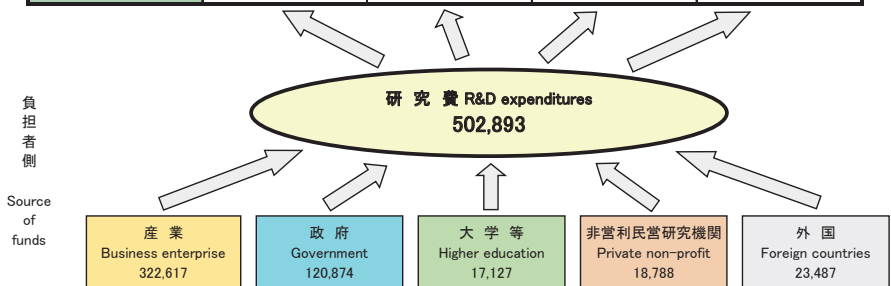 研 究 費 R&D expenditures
502,893
負
担
者
側
Source
of
funds
産 業
Business enterprise
322,617
政 府
Government
120,874
大 学 等
Higher education
17,127
非営利民営研究機関
Private non-profit
18,788
外 国
Foreign countries
23,487